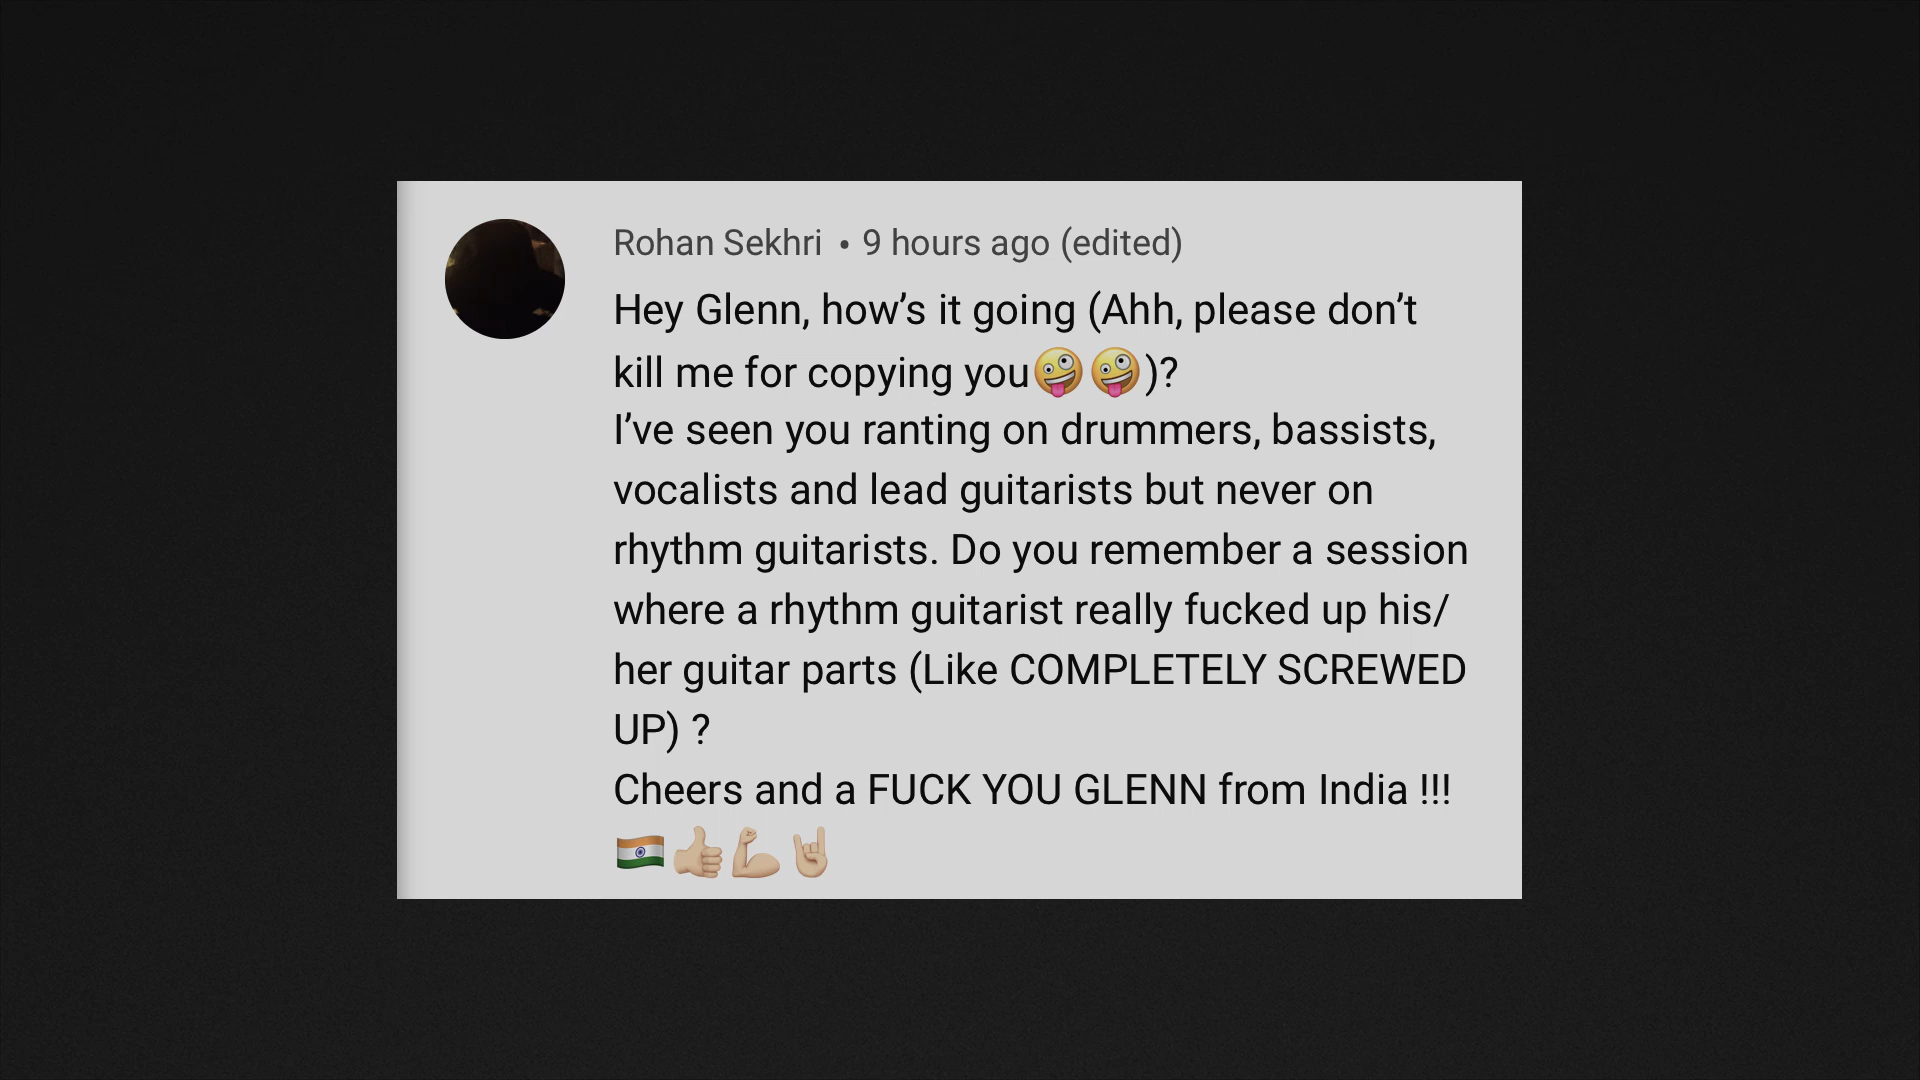 Rohan Sekhri • 9 hours ago (edited)
Hey Glenn, how’s it going (Ahh, please don’t
kill me for copying you🤪🤪)?
I’ve seen you ranting on drummers, bassists,
vocalists and lead guitarists but never on
rhythm guitarists. Do you remember a session
where a rhythm guitarist really fucked up his/
her guitar parts (Like COMPLETELY SCREWED
UP) ?
Cheers and a FUCK YOU GLENN from India !!!
🇮🇳👍🏼💪🏼🤘🏼